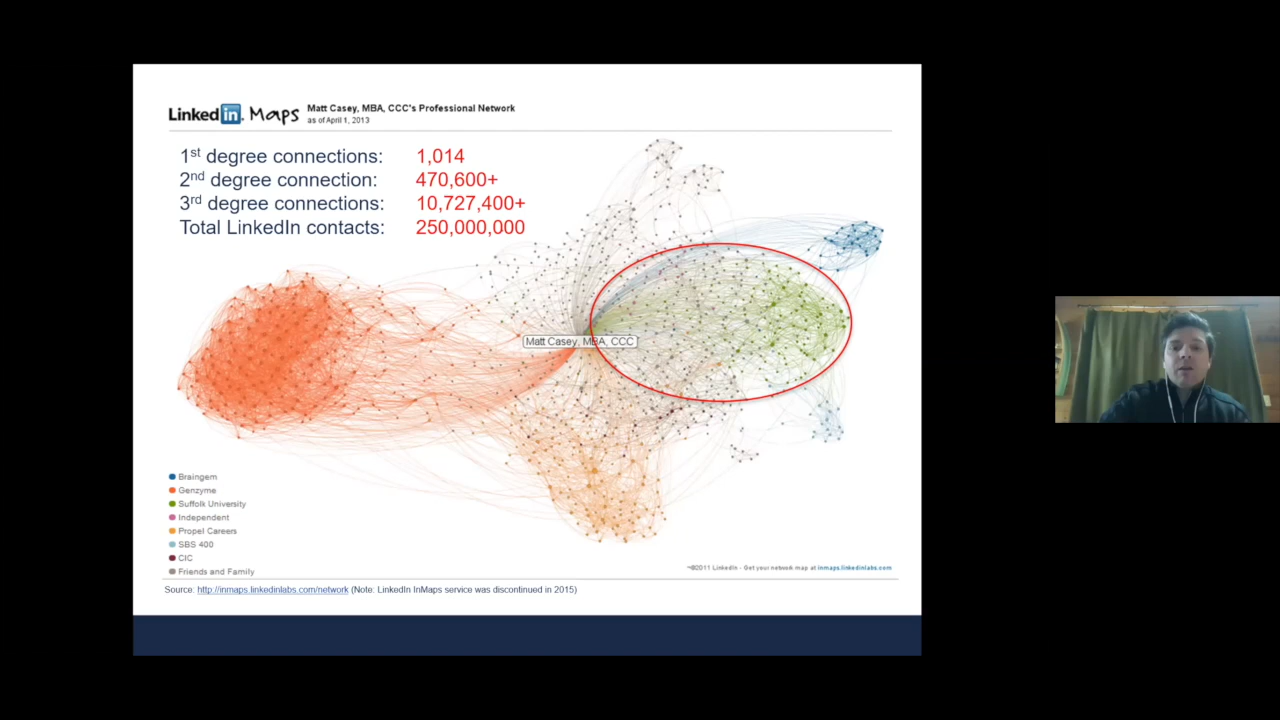 Linked in. Maps
Matt Casey, MBA, CCC's Professional Network
as of April 1, 2013
1st degree connections: 1,014
2nd degree connection: 470,600+
3rd degree connections: 10,727,400+
Total LinkedIn contacts: 250,000,000
Matt Casey, MBA, CCC
Braingem
Genzyme
Suffolk University
Independent
Propel Careers
SBS 400
CIC
Friends and Family
©2011 LinkedIn - Get your network map at inmaps.linkedinlabs.com
Source: http://inmaps.linkedinlabs.com/network (Note: LinkedIn InMaps service was discontinued in 2015)